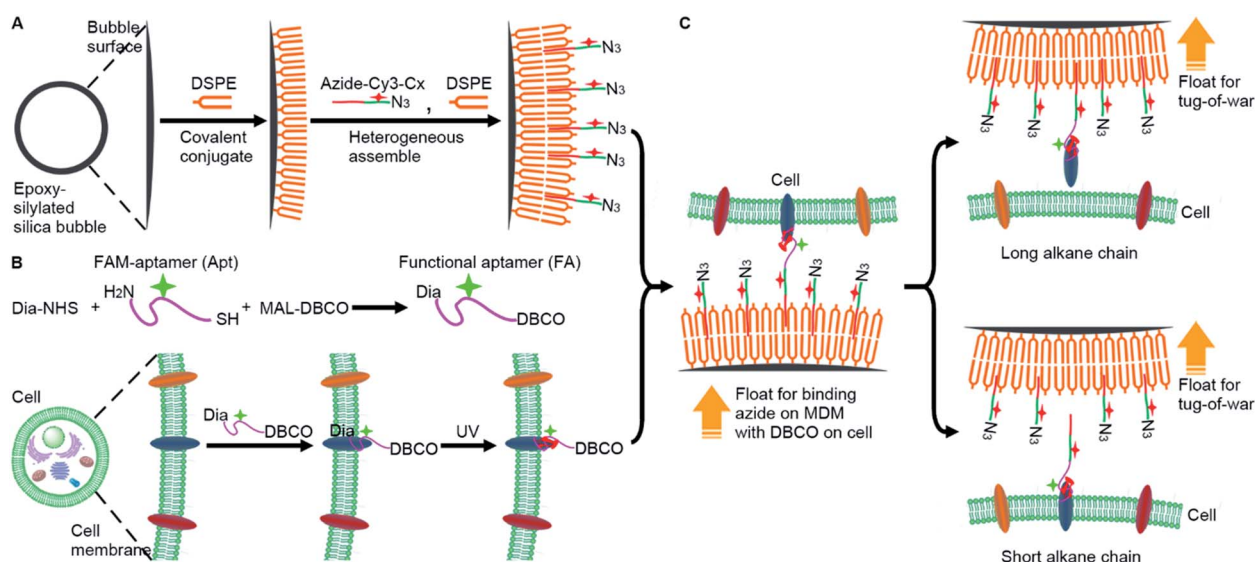 A
Bubble
surface
Epoxy-
silylated
silica bubble
DSPE
Covalent
conjugate
Azide-Cy3-Cx
N3
,
DSPE
Heterogeneous
assemble
N3
N3
N3
N3
N3
B
FAM-aptamer (Apt)
Functional aptamer (FA)
Dia-NHS
+
H2N
SH
+
MAL-DBCO
Dia
DBCO
Cell
Cell
membrane
Dia
DBCO
Dia
DBCO
UV
DBCO
C
Cell
N3
N3
N3
N3
Float for binding
azide on MDM
with DBCO on cell
Float for
tug-of-war
N3
N3
N3
N3
Cell
Long alkane chain
Float for
tug-of-war
N3
N3
N3
N3
Cell
Short alkane chain